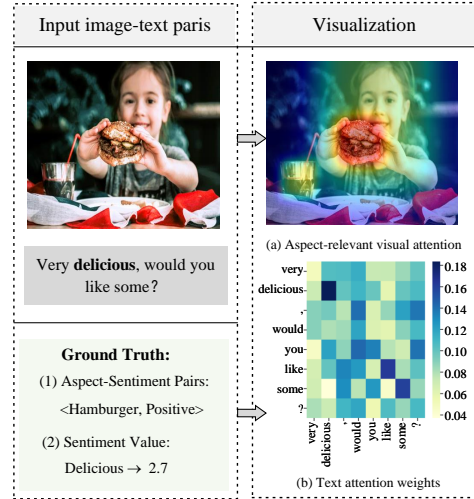 Input image-text paris
Visualization
Very delicious, would you
like some?
(a) Aspect-relevant visual attention
Ground Truth:
(1) Aspect-Sentiment Pairs:
<Hamburger, Positive>
(2) Sentiment Value:
Delicious → 2.7
very
delicious
,
would
you
like
some
?
0.18
0.16
0.14
0.12
0.10
0.08
0.06
0.04
very
delicious
,
would
you
like
some
?
(b) Text attention weights